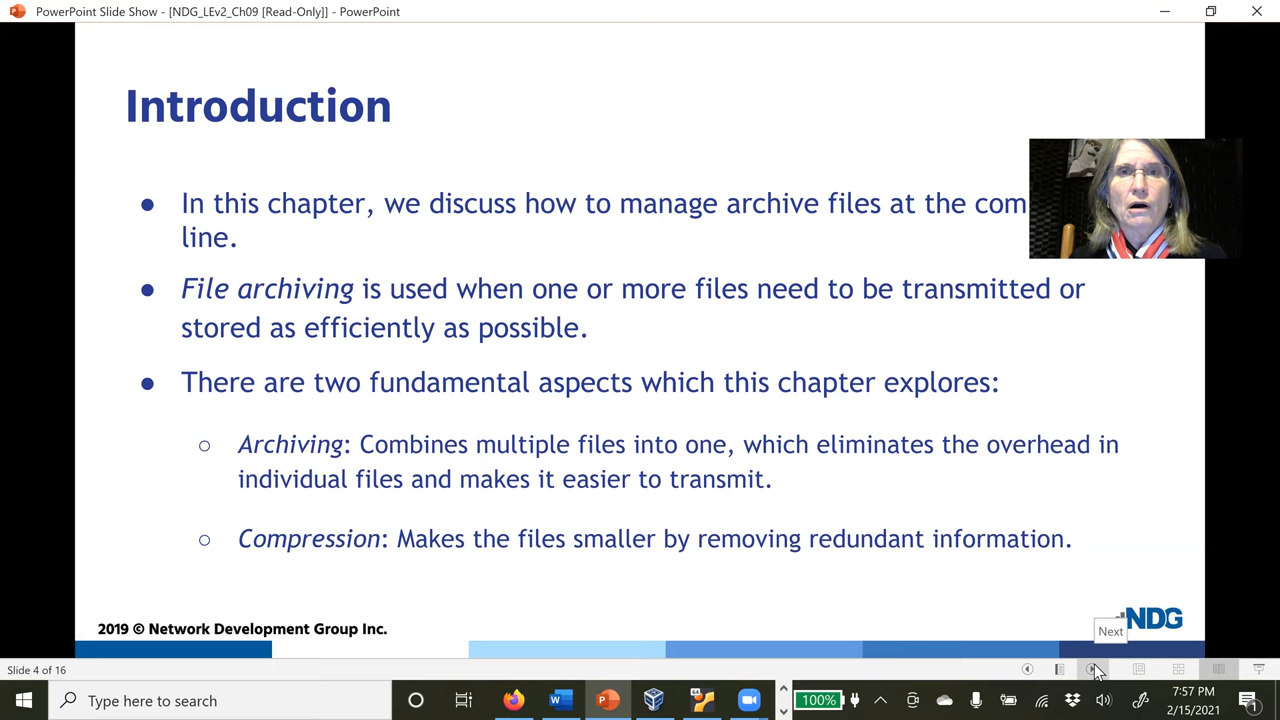 PowerPoint Slide Show - [NDG_LEv2_Ch09 [Read-Only]] - PowerPoint
Introduction
● In this chapter, we discuss how to manage archive files at the com
line.
● File archiving is used when one or more files need to be transmitted or
stored as efficiently as possible.
● There are two fundamental aspects which this chapter explores:
○ Archiving: Combines multiple files into one, which eliminates the overhead in
individual files and makes it easier to transmit.
○ Compression: Makes the files smaller by removing redundant information.
2019 © Network Development Group Inc.
NDG
Next
Slide 4 of 16
Type here to search
100%
7:57 PM
2/15/2021
1